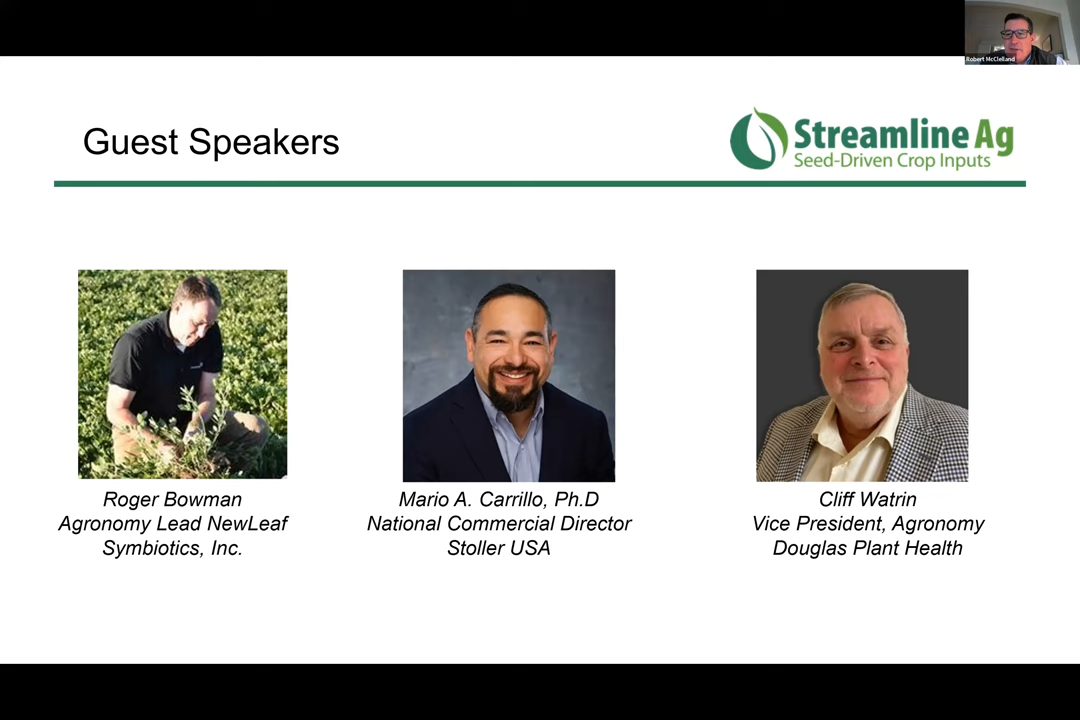 Robert McClelland
Guest Speakers
Streamline Ag
Seed-Driven Crop Inputs
Roger Bowman
Agronomy Lead NewLeaf
Symbiotics, Inc.
Mario A. Carrillo, Ph.D
National Commercial Director
Stoller USA
Cliff Watrin
Vice President, Agronomy
Douglas Plant Health